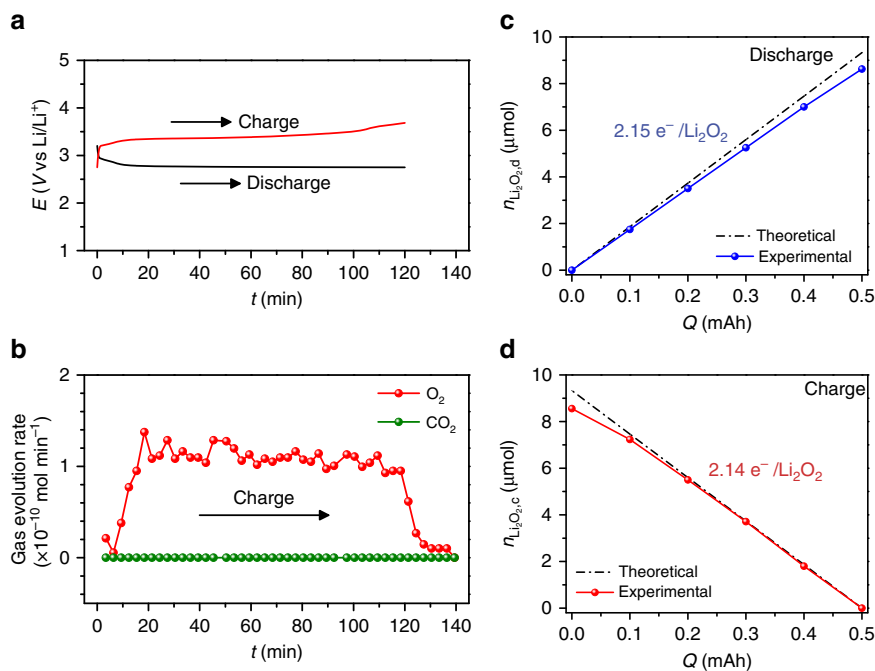 a
5
4
3
2
1
E (V vs Li/Li⁺)
Charge
Discharge
0 20 40 60 80 100 120 140
t (min)
b
2
1
0
Gas evolution rate
(×10⁻¹⁰ mol min⁻¹)
O₂
CO₂
Charge
0 20 40 60 80 100 120 140
t (min)
c
10
8
6
4
2
0
n_Li₂O₂,d (μmol)
Discharge
2.15 e⁻ /Li₂O₂
Theoretical
Experimental
0.0 0.1 0.2 0.3 0.4 0.5
Q (mAh)
d
10
8
6
4
2
0
n_Li₂O₂,c (μmol)
Charge
2.14 e⁻ /Li₂O₂
Theoretical
Experimental
0.0 0.1 0.2 0.3 0.4 0.5
Q (mAh)